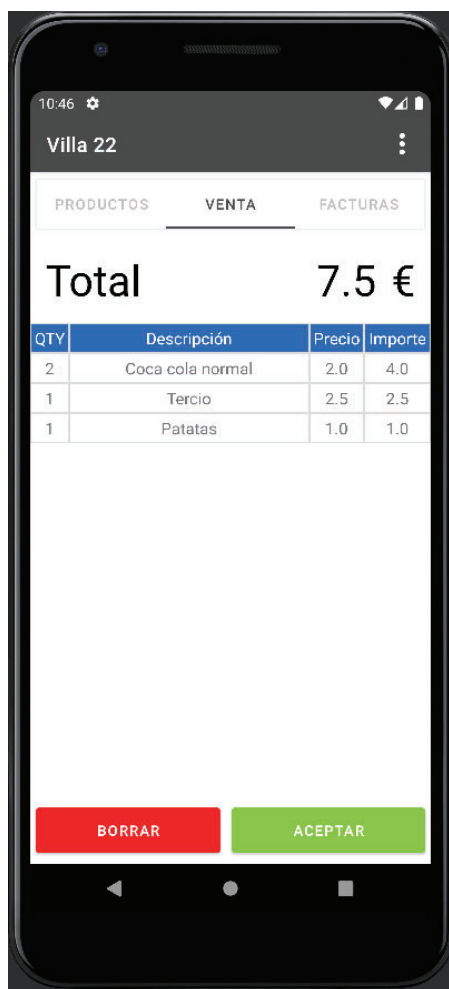 10:46
Villa 22
PRODUCTOS VENTA FACTURAS
Total 7.5 €
QTY Descripción Precio Importe
2 Coca cola normal 2.0 4.0
1 Tercio 2.5 2.5
1 Patatas 1.0 1.0
BORRAR ACEPTAR